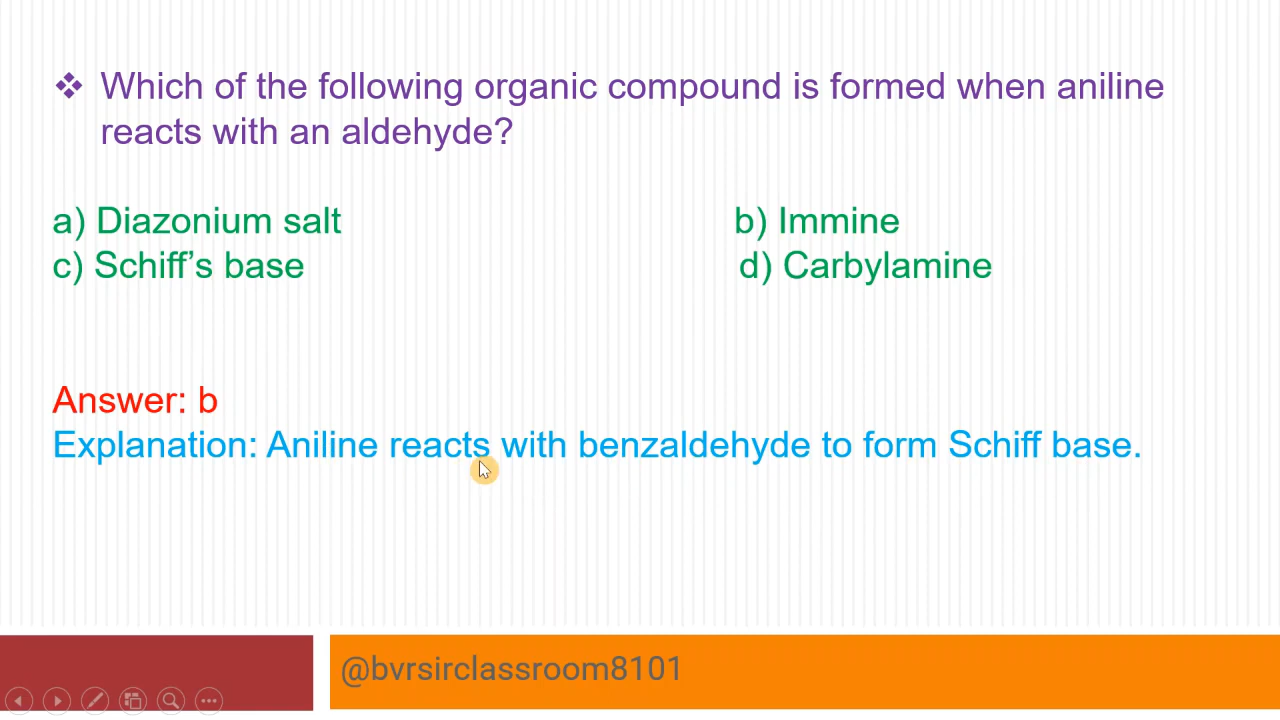 ❖ Which of the following organic compound is formed when aniline
reacts with an aldehyde?
a) Diazonium salt b) Immine
c) Schiff’s base d) Carbylamine
Answer: b
Explanation: Aniline reacts with benzaldehyde to form Schiff base.
@bvrsirclassroom8101